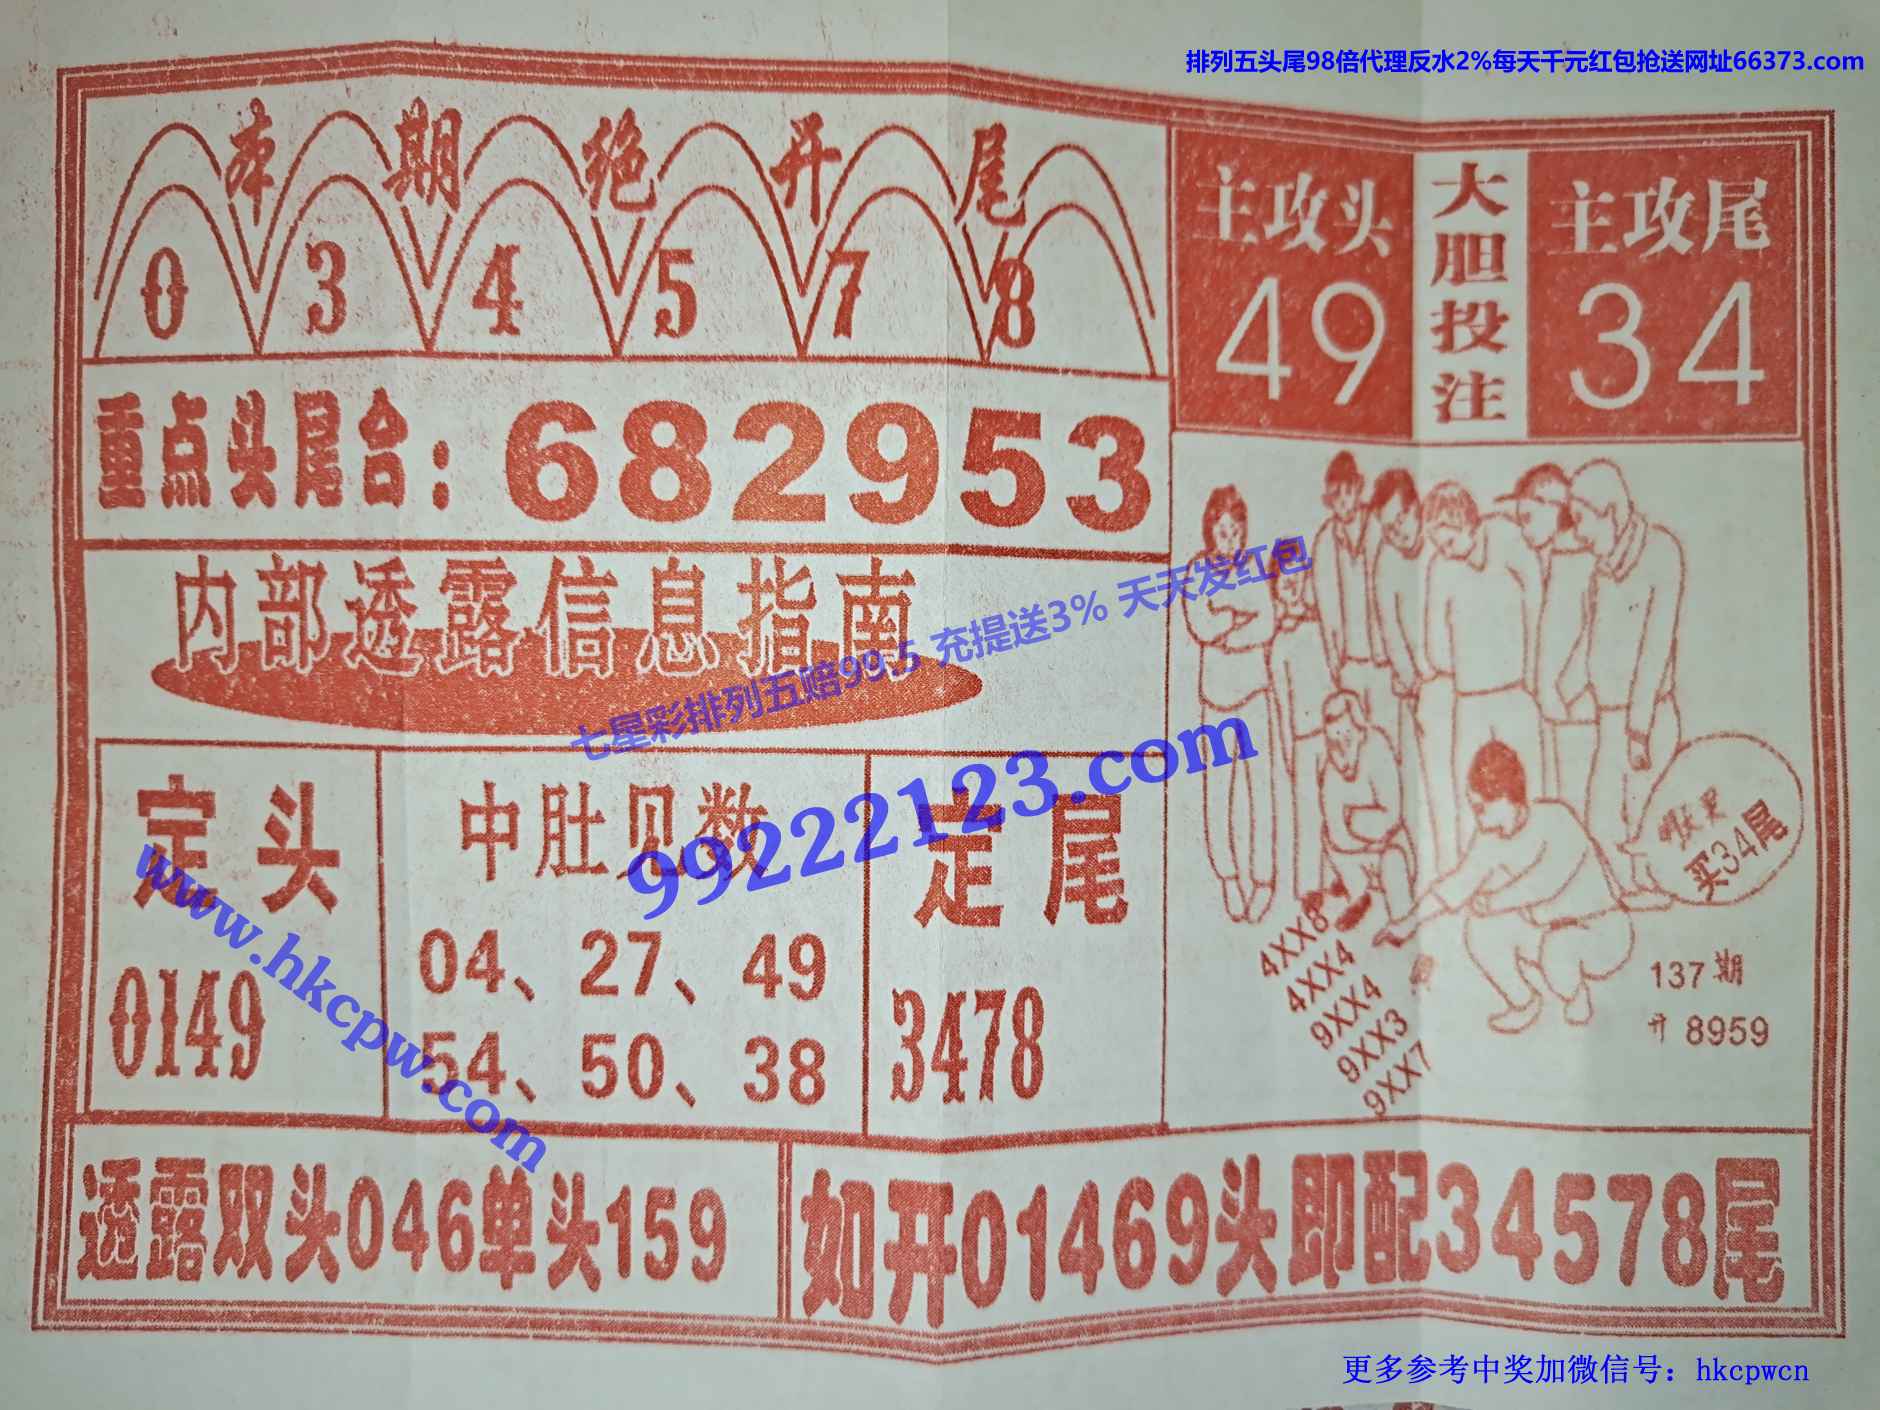 排列五头尾98倍代理反水2%每天千元红包抢送网址66373.com
本期绝开尾
0 3 4 5 7 8
主攻头
49
大胆投注
主攻尾
34
重点头尾合：682953
内部透露信息指南
七星彩排列五赔99.5 充提送3% 天天发红包
99222123.com
定头
0149
中肚见数
04、27、49
54、50、38
定尾
3478
www.hkcpw.com
买34尾
4XX8
4XX4
9XX4
9XX3
9XX7
137期
开 8959
透露双头046单头159
如开01469头即配34578尾
更多参考中奖加微信号：hkcpwcn